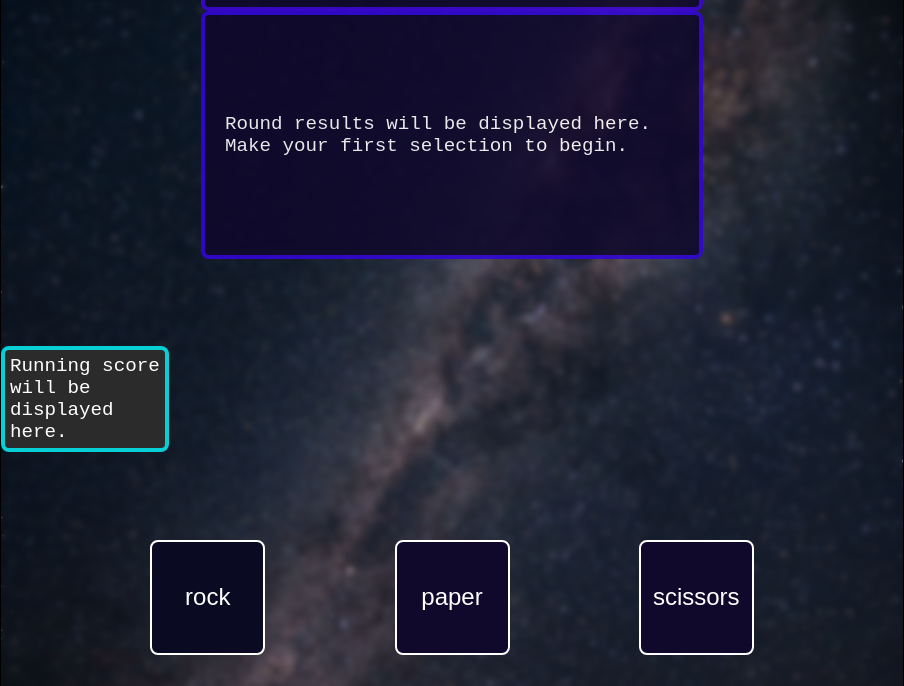 Round results will be displayed here.
Make your first selection to begin.
Running score
will be
displayed
here.
rock
paper
scissors